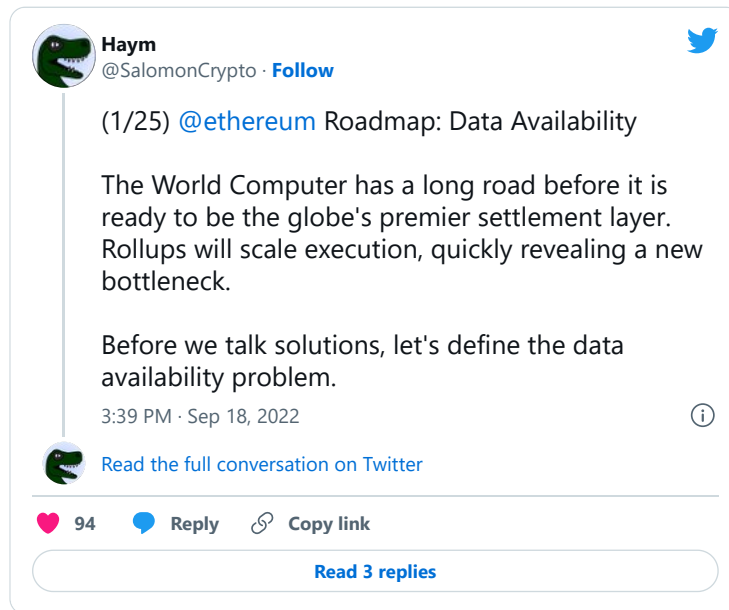 Haym
@SalomonCrypto · Follow
(1/25) @ethereum Roadmap: Data Availability
The World Computer has a long road before it is
ready to be the globe's premier settlement layer.
Rollups will scale execution, quickly revealing a new
bottleneck.
Before we talk solutions, let's define the data
availability problem.
3:39 PM · Sep 18, 2022
Read the full conversation on Twitter
94 Reply Copy link
Read 3 replies